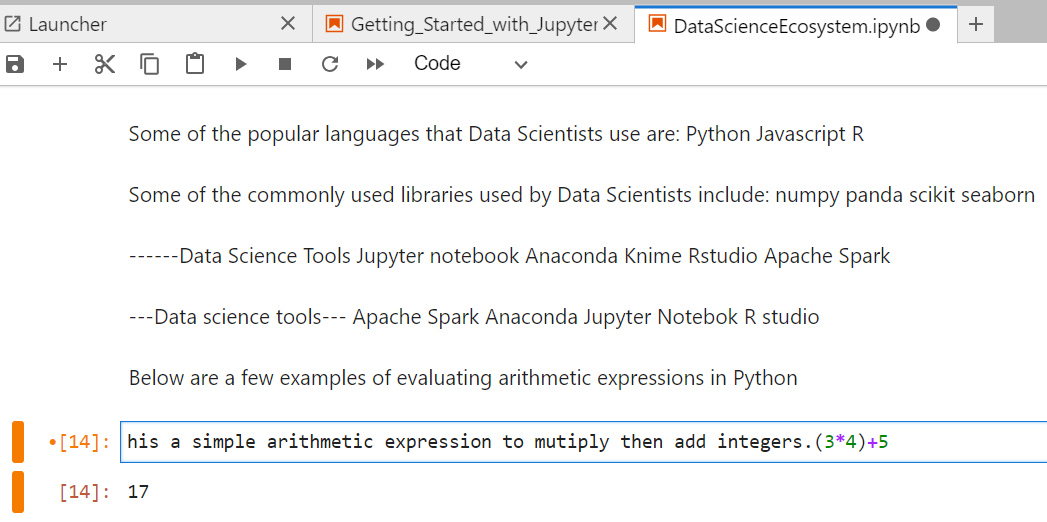 Launcher
Getting_Started_with_Jupyter
DataScienceEcosystem.ipynb
Code
Some of the popular languages that Data Scientists use are: Python Javascript R
Some of the commonly used libraries used by Data Scientists include: numpy panda scikit seaborn
------Data Science Tools Jupyter notebook Anaconda Knime Rstudio Apache Spark
---Data science tools--- Apache Spark Anaconda Jupyter Notebok R studio
Below are a few examples of evaluating arithmetic expressions in Python
•[14]: his a simple arithmetic expression to mutiply then add integers.(3*4)+5
[14]: 17